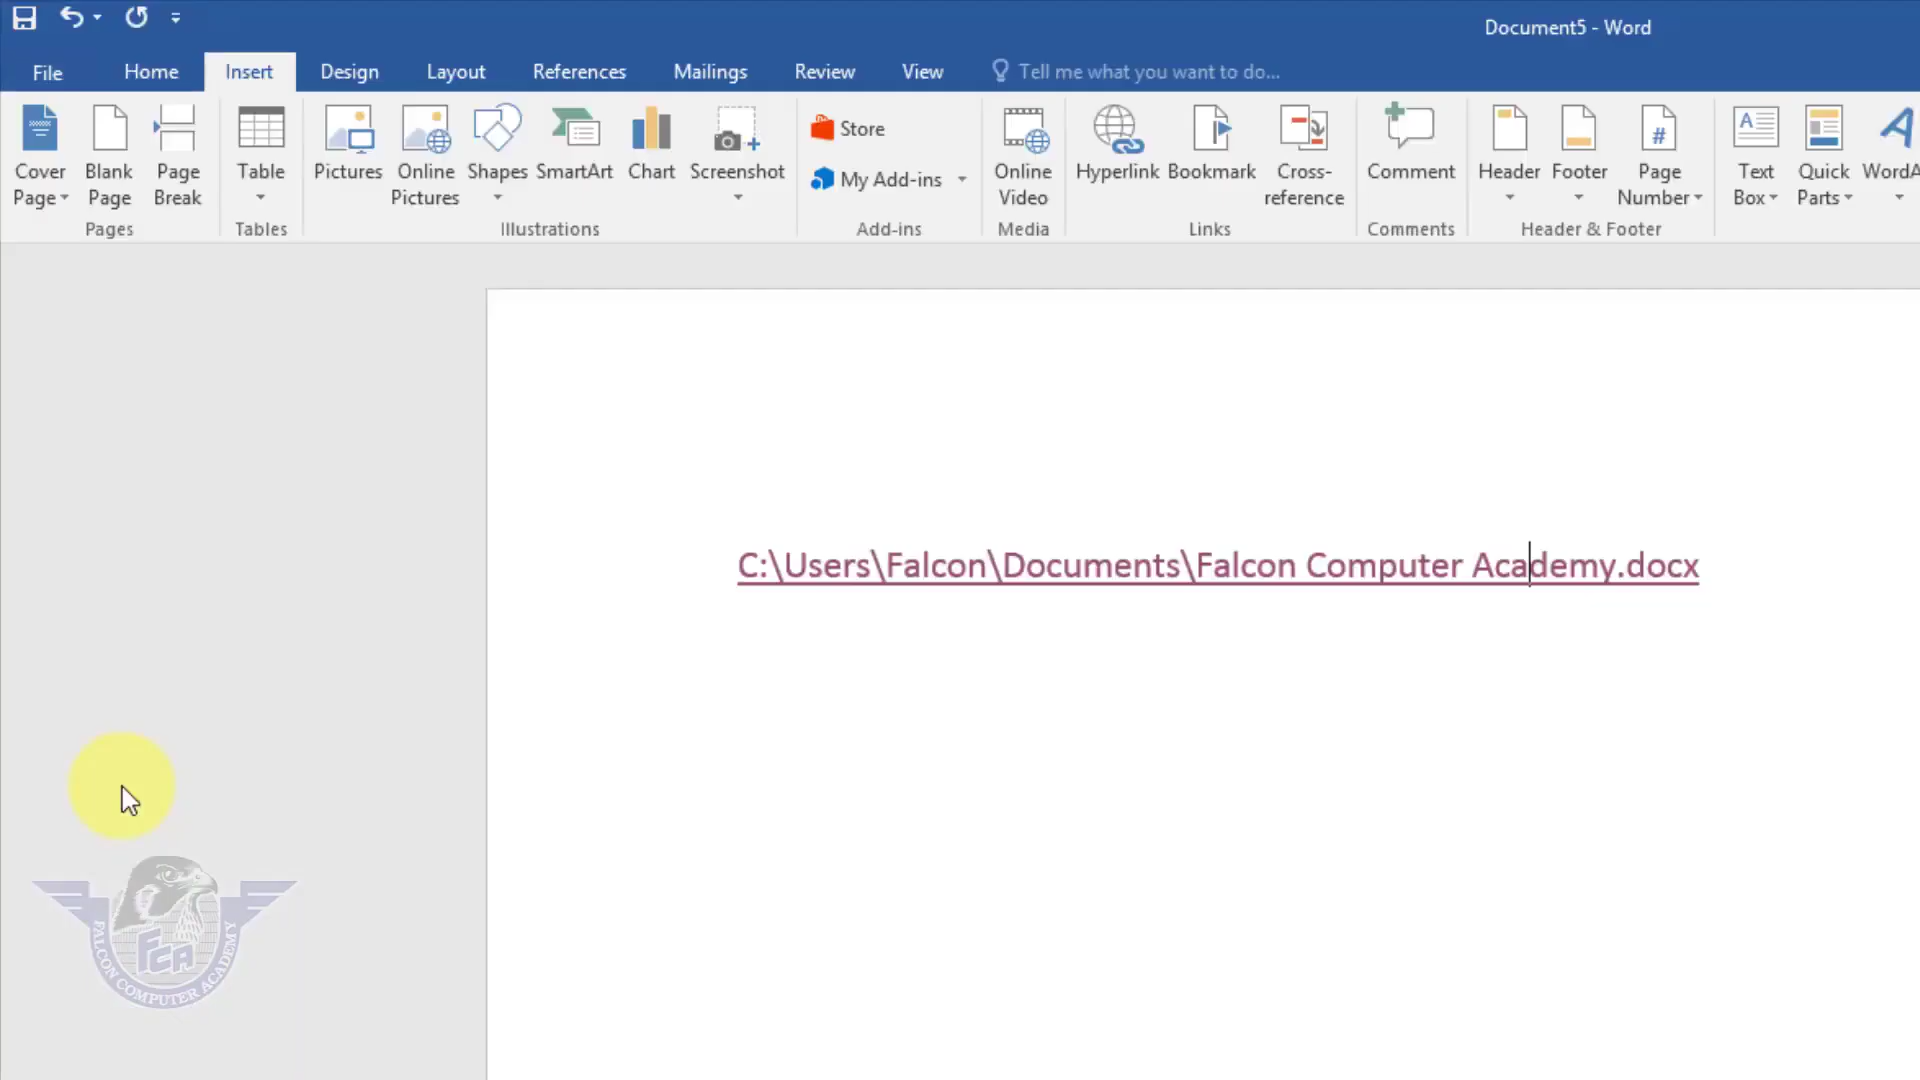 Document5 - Word
File Home Insert Design Layout References Mailings Review View Tell me what you want to do...
Cover Page
Blank Page
Page Break
Pages
Table
Tables
Pictures
Online Pictures
Shapes
SmartArt
Chart
Screenshot
Illustrations
Store
My Add-ins
Add-ins
Online Video
Media
Hyperlink
Bookmark
Cross-reference
Links
Comment
Comments
Header
Footer
Page Number
Header & Footer
Text Box
Quick Parts
WordA
C:\Users\Falcon\Documents\Falcon Computer Academy.docx
FCA
FALCON COMPUTER ACADEMY